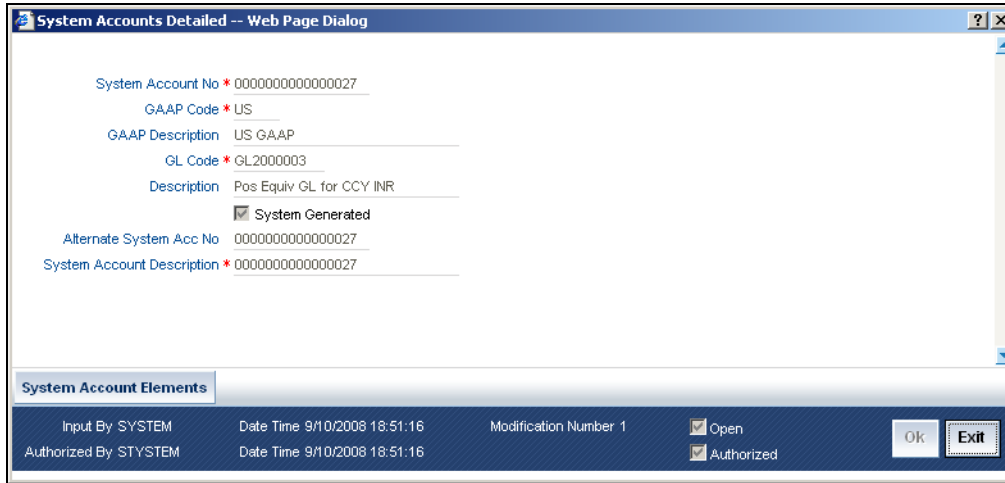 System Accounts Detailed -- Web Page Dialog
? X
System Account No * 0000000000000027
GAAP Code * US
GAAP Description US GAAP
GL Code * GL2000003
Description Pos Equiv GL for CCY INR
System Generated
Alternate System Acc No 0000000000000027
System Account Description * 0000000000000027
System Account Elements
Input By SYSTEM Date Time 9/10/2008 18:51:16 Modification Number 1 Open
Authorized By STYSTEM Date Time 9/10/2008 18:51:16 Authorized
Ok Exit